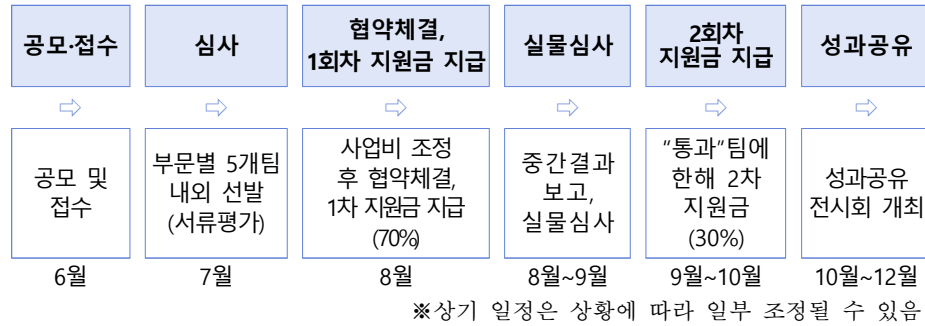 공모·접수
심사
협약체결,
1회차 지원금 지급
실물심사
2회차
지원금 지급
성과공유
⇨ ⇨ ⇨ ⇨ ⇨ ⇨
공모 및
접수
부문별 5개팀
내외 선발
(서류평가)
사업비 조정
후 협약체결,
1차 지원금 지급
(70%)
중간결과
보고,
실물심사
"통과"팀에
한해 2차
지원금
(30%)
성과공유
전시회 개최
6월
7월
8월
8월~9월
9월~10월
10월~12월
※상기 일정은 상황에 따라 일부 조정될 수 있음